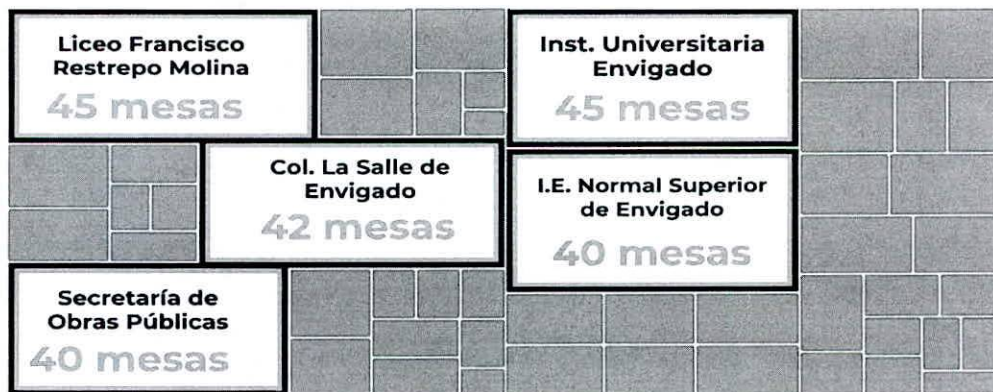 Liceo Francisco
Restrepo Molina
45 mesas
Inst. Universitaria
Envigado
45 mesas
Col. La Salle de
Envigado
42 mesas
I.E. Normal Superior
de Envigado
40 mesas
Secretaría de
Obras Públicas
40 mesas